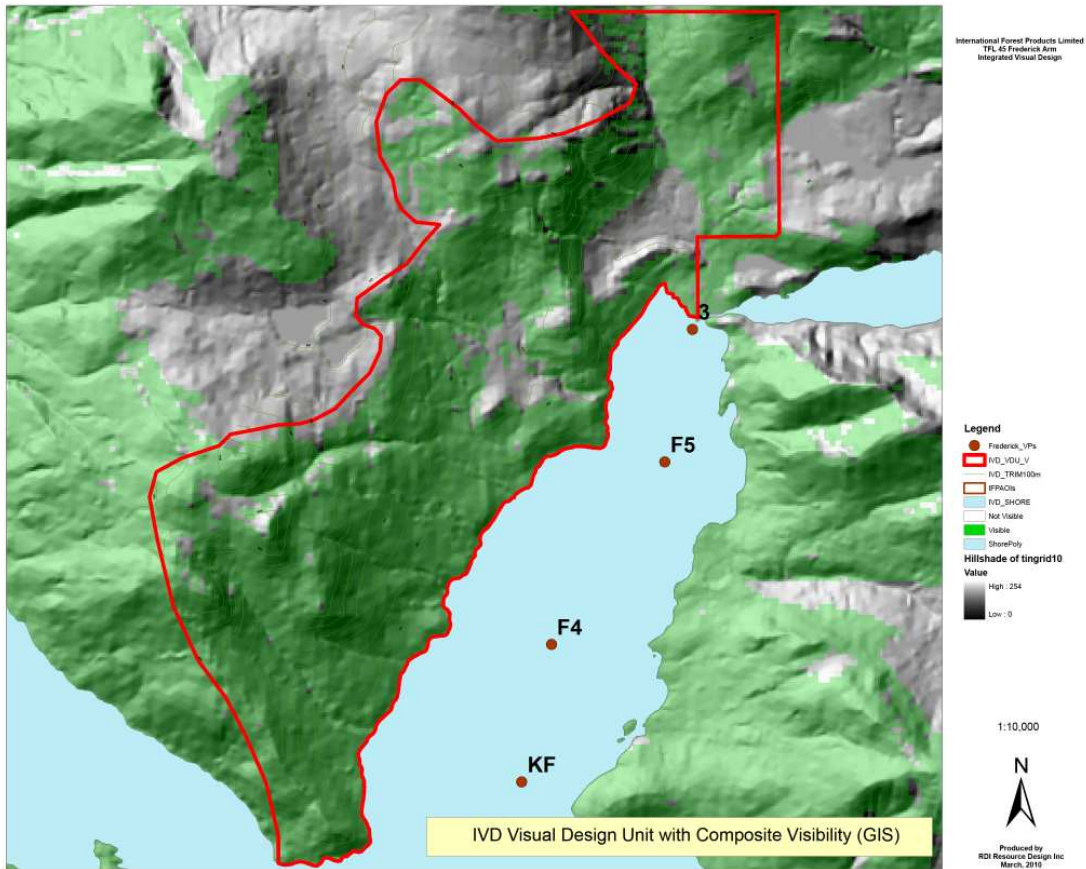 International Forest Products Limited
TFL 45 Frederick Arm
Integrated Visual Design
3
F5
F4
KF
IVD Visual Design Unit with Composite Visibility (GIS)
Legend
Frederick_VPs
IVD_VDU_V
IVD_TRIM100m
IFPAOIs
IVD_SHORE
Not Visible
Visible
ShorePoly
Hillshade of tingrid10
Value
High : 254
Low : 0
1:10,000
N
Produced by
RDI Resource Design Inc
March, 2010